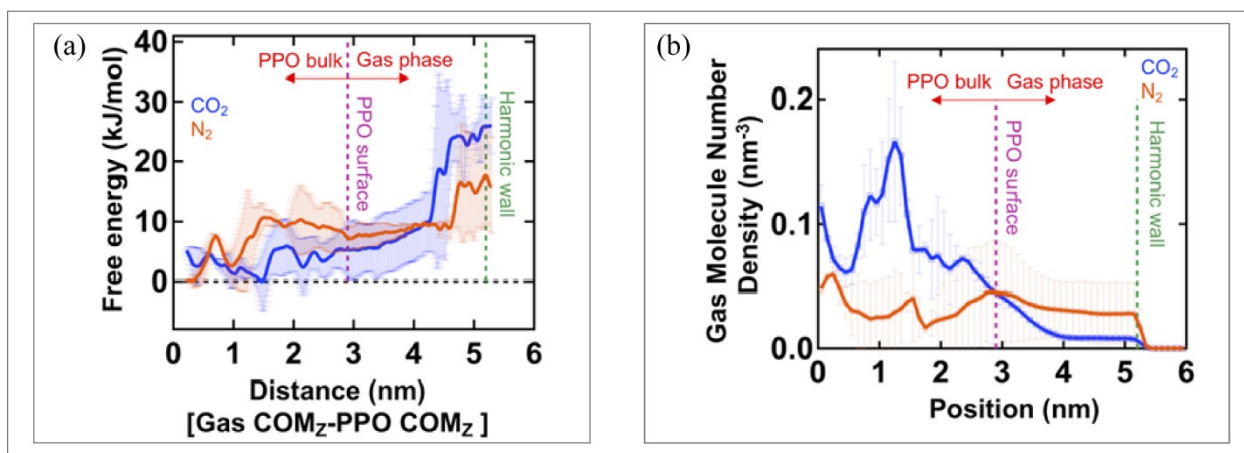 (a)
Free energy (kJ/mol)
40
30
20
10
0
PPO bulk Gas phase
CO₂
N₂
PPO surface
Harmonic wall
0 1 2 3 4 5 6
Distance (nm)
[Gas COM_Z-PPO COM_Z ]
(b)
Gas Molecule Number
Density (nm⁻³)
0.2
0.1
0.0
PPO bulk Gas phase
CO₂
N₂
PPO surface
Harmonic wall
0 1 2 3 4 5 6
Position (nm)